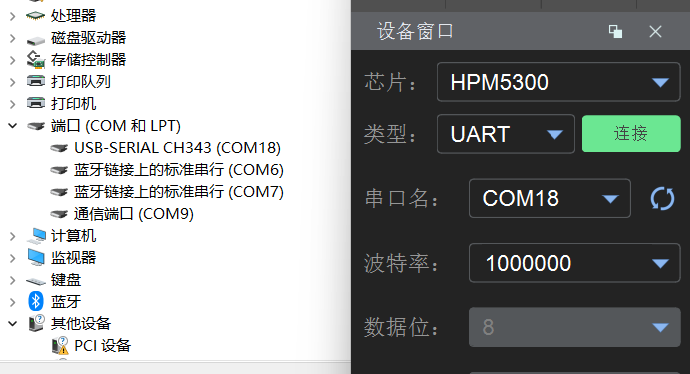 处理器
磁盘驱动器
存储控制器
打印队列
打印机
端口 (COM 和 LPT)
USB-SERIAL CH343 (COM18)
蓝牙链接上的标准串行 (COM6)
蓝牙链接上的标准串行 (COM7)
通信端口 (COM9)
计算机
监视器
键盘
蓝牙
其他设备
PCI 设备
设备窗口
芯片： HPM5300
类型： UART 连接
串口名： COM18
波特率： 1000000
数据位： 8